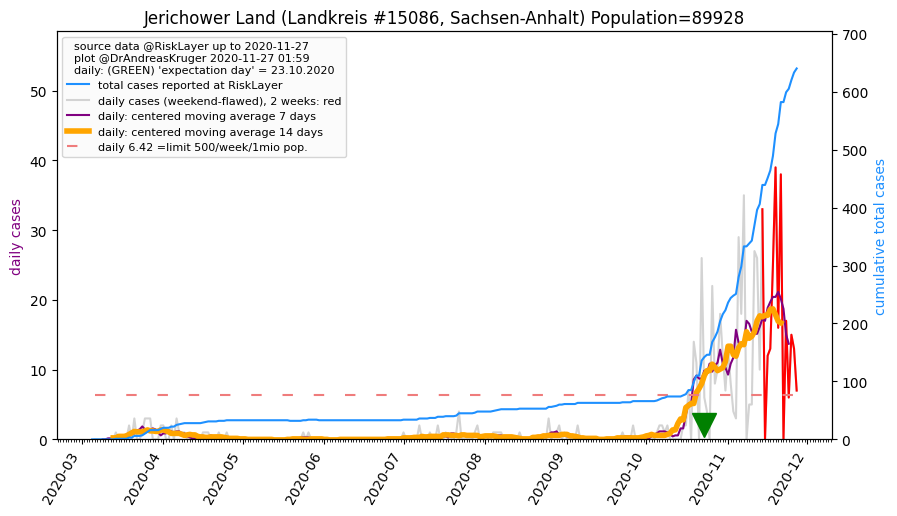 Jerichower Land (Landkreis #15086, Sachsen-Anhalt) Population=89928
source data @RiskLayer up to 2020-11-27
plot @DrAndreasKruger 2020-11-27 01:59
daily: (GREEN) 'expectation day' = 23.10.2020
total cases reported at RiskLayer
daily cases (weekend-flawed), 2 weeks: red
daily: centered moving average 7 days
daily: centered moving average 14 days
daily 6.42 =limit 500/week/1mio pop.
daily cases
50
40
30
20
10
0
cumulative total cases
700
600
500
400
300
200
100
0
2020-03
2020-04
2020-05
2020-06
2020-07
2020-08
2020-09
2020-10
2020-11
2020-12